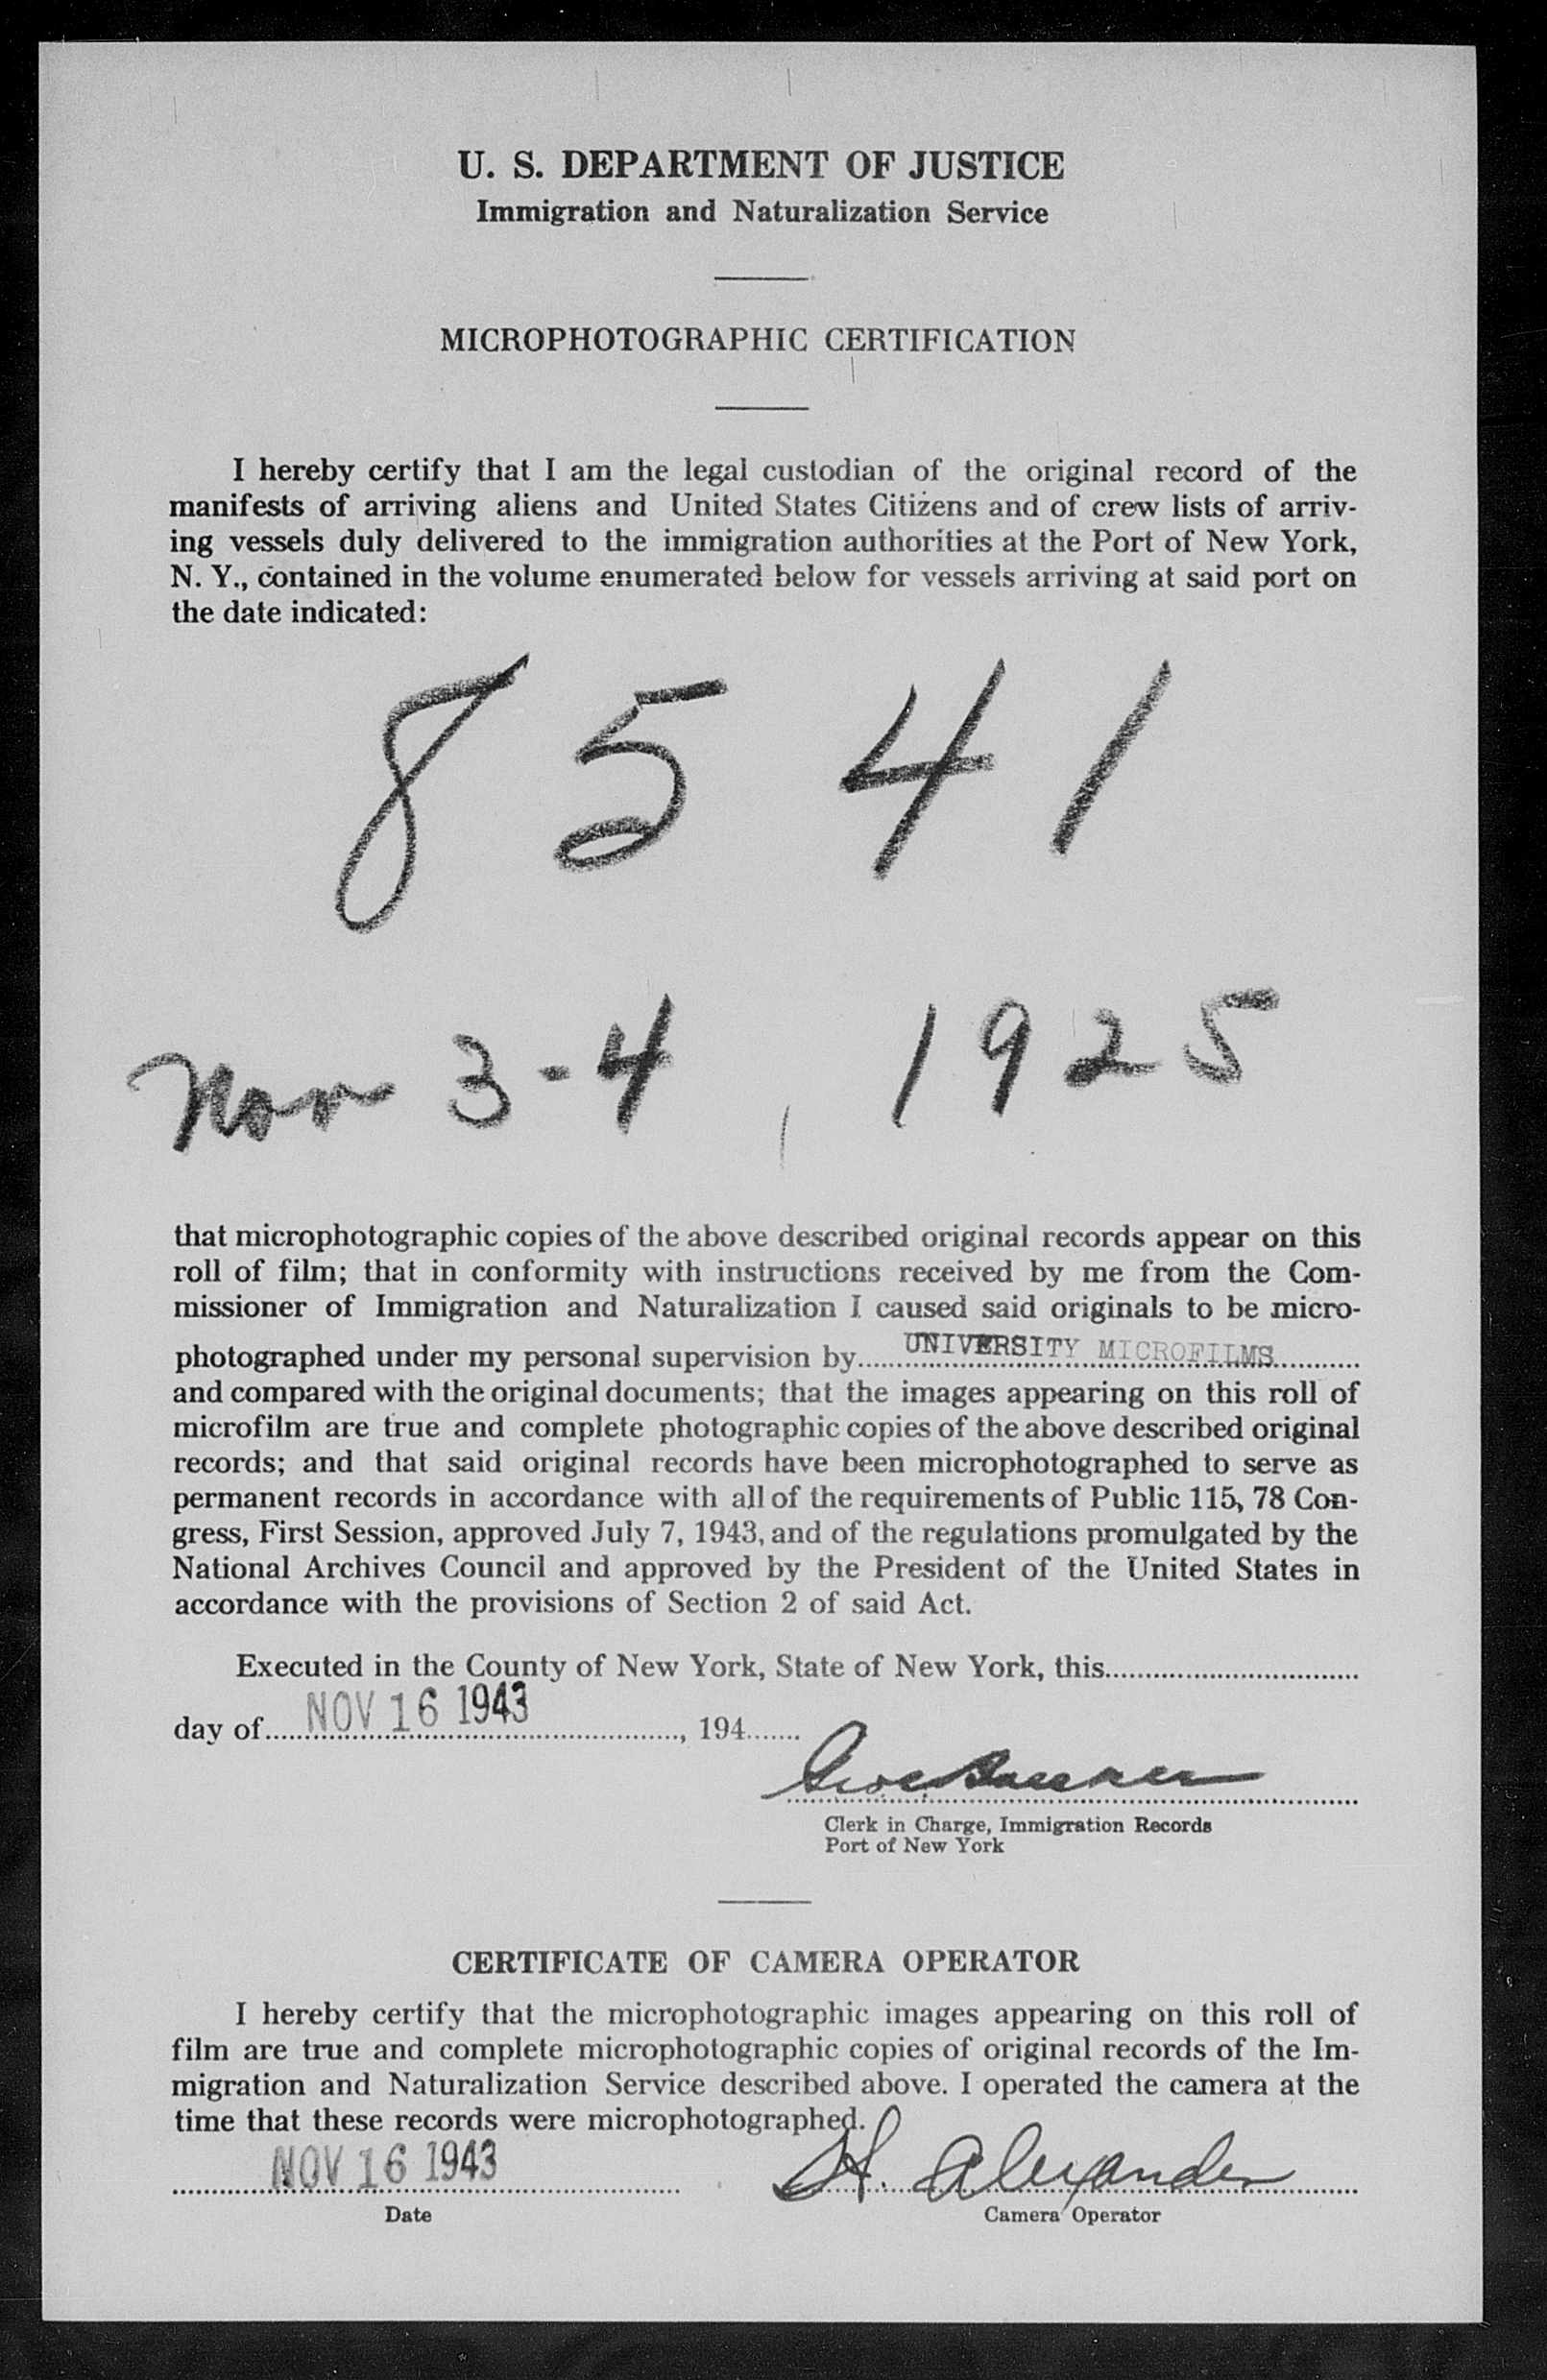 U. S. DEPARTMENT OF JUSTICE
Immigration and Naturalization Service
MICROPHOTOGRAPHIC CERTIFICATION
I hereby certify that I am the legal custodian of the original record of the
manifests of arriving aliens and United States Citizens and of crew lists of arriv-
ing vessels duly delivered to the immigration authorities at the Port of New York,
N. Y., contained in the volume enumerated below for vessels arriving at said port on
the date indicated:
8541
Nov 3-4, 1925
that microphotographic copies of the above described original records appear on this
roll of film; that in conformity with instructions received by me from the Com-
missioner of Immigration and Naturalization I caused said originals to be micro-
photographed under my personal supervision by UNIVERSITY MICROFILMS
and compared with the original documents; that the images appearing on this roll of
microfilm are true and complete photographic copies of the above described original
records; and that said original records have been microphotographed to serve as
permanent records in accordance with all of the requirements of Public 115, 78 Con-
gress, First Session, approved July 7, 1943, and of the regulations promulgated by the
National Archives Council and approved by the President of the United States in
accordance with the provisions of Section 2 of said Act.
Executed in the County of New York, State of New York, this
day of NOV 16 1943, 194
Clerk in Charge, Immigration Records
Port of New York
CERTIFICATE OF CAMERA OPERATOR
I hereby certify that the microphotographic images appearing on this roll of
film are true and complete microphotographic copies of original records of the Im-
migration and Naturalization Service described above. I operated the camera at the
time that these records were microphotographed.
NOV 16 1943 H. Alexander
Date Camera Operator